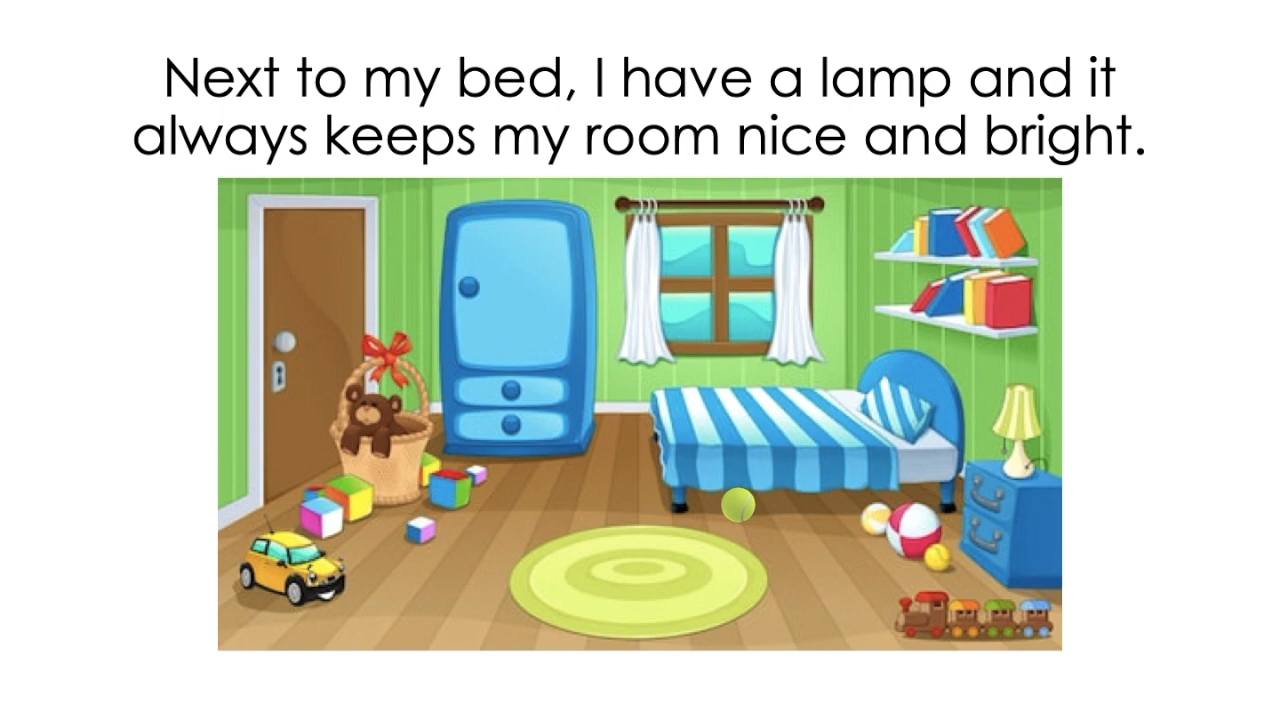 Next to my bed, I have a lamp and it
always keeps my room nice and bright.